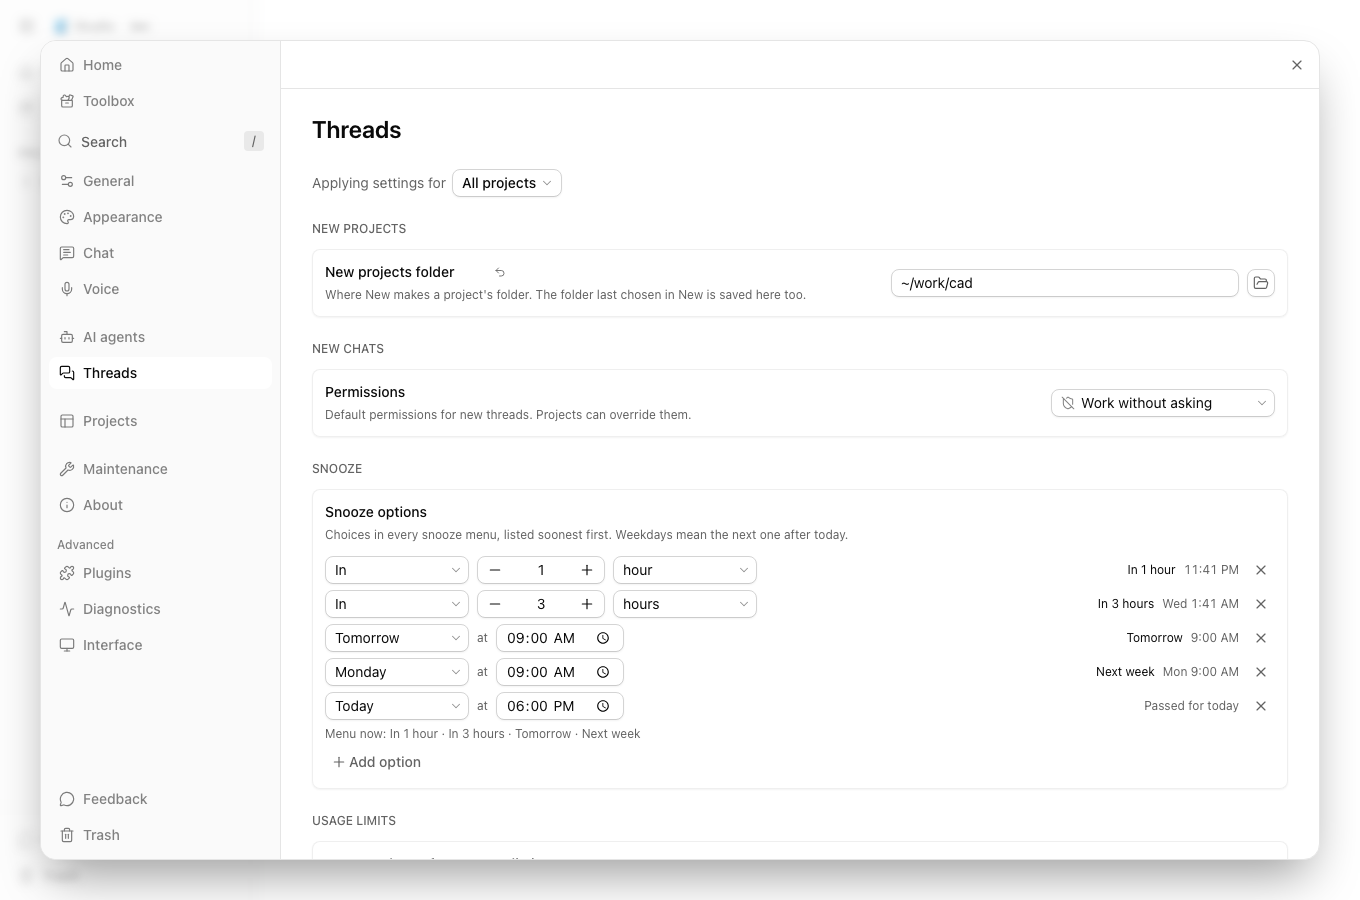 Home
Toolbox
Search /
General
Appearance
Chat
Voice
AI agents
Threads
Projects
Maintenance
About
Advanced
Plugins
Diagnostics
Interface
Feedback
Trash
Threads
Applying settings for All projects
NEW PROJECTS
New projects folder
Where New makes a project's folder. The folder last chosen in New is saved here too.
~/work/cad
NEW CHATS
Permissions
Default permissions for new threads. Projects can override them.
Work without asking
SNOOZE
Snooze options
Choices in every snooze menu, listed soonest first. Weekdays mean the next one after today.
In 1 hour In 1 hour 11:41 PM
In 3 hours In 3 hours Wed 1:41 AM
Tomorrow at 09:00 AM Tomorrow 9:00 AM
Monday at 09:00 AM Next week Mon 9:00 AM
Today at 06:00 PM Passed for today
Menu now: In 1 hour · In 3 hours · Tomorrow · Next week
Add option
USAGE LIMITS